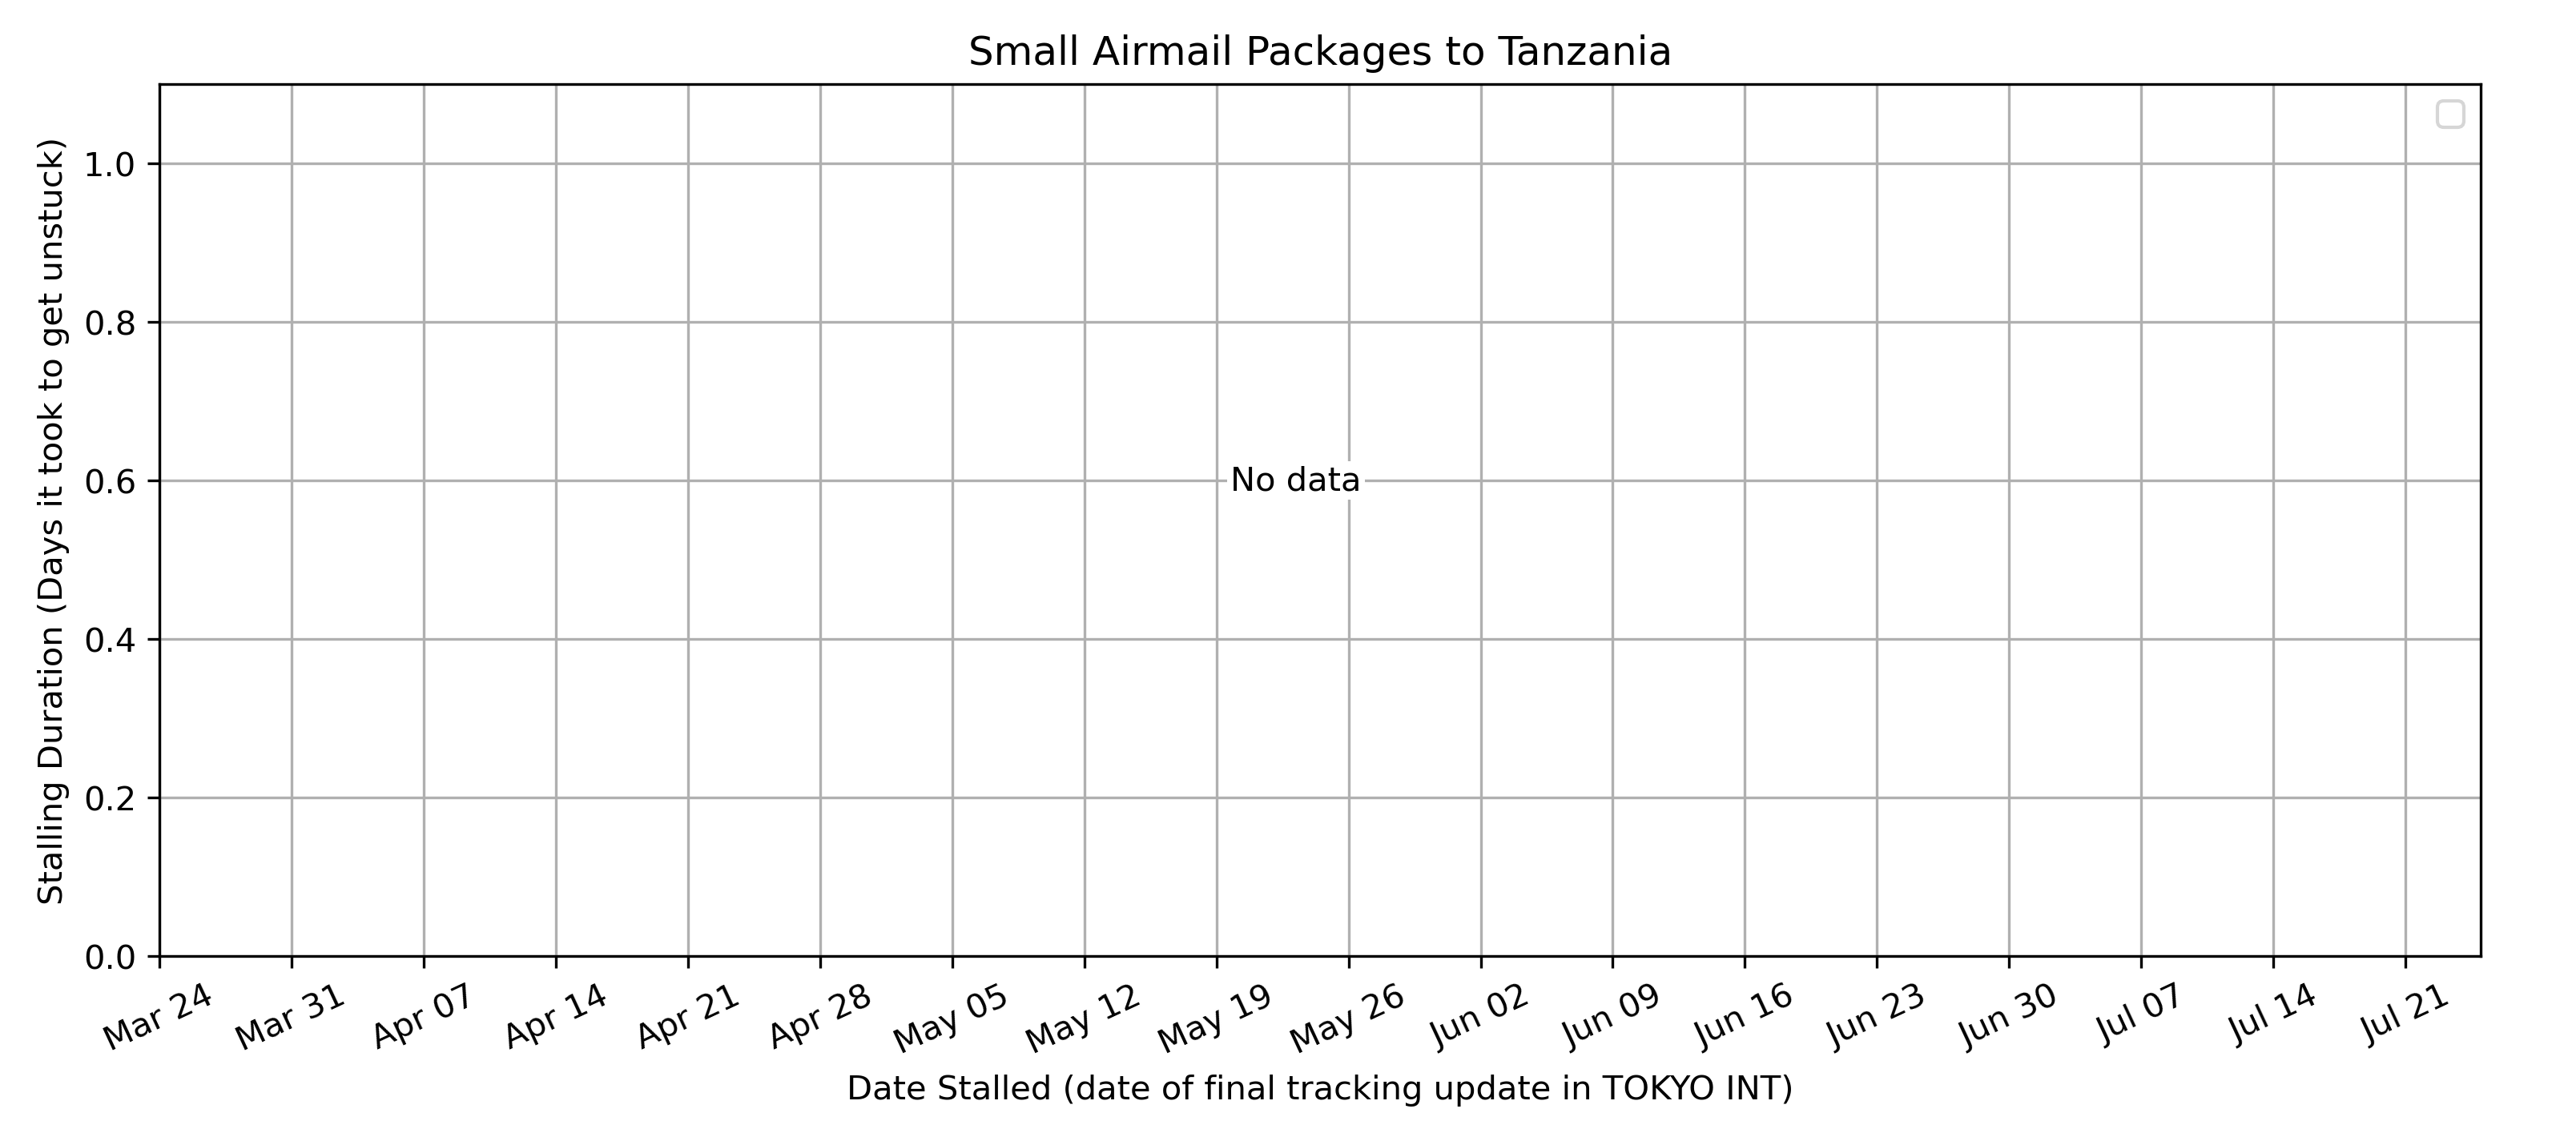 Small Airmail Packages to Tanzania
Stalling Duration (Days it took to get unstuck)
1.0
0.8
0.6
0.4
0.2
0.0
No data
Mar 24
Mar 31
Apr 07
Apr 14
Apr 21
Apr 28
May 05
May 12
May 19
May 26
Jun 02
Jun 09
Jun 16
Jun 23
Jun 30
Jul 07
Jul 14
Jul 21
Date Stalled (date of final tracking update in TOKYO INT)